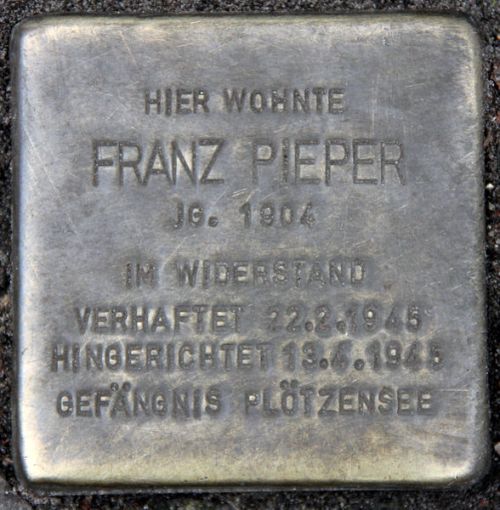 HIER WOHNTE
FRANZ PIEPER
JG. 1904
IM WIDERSTAND
VERHAFTET 22.2.1945
HINGERICHTET 13.4.1945
GEFÄNGNIS PLÖTZENSEE